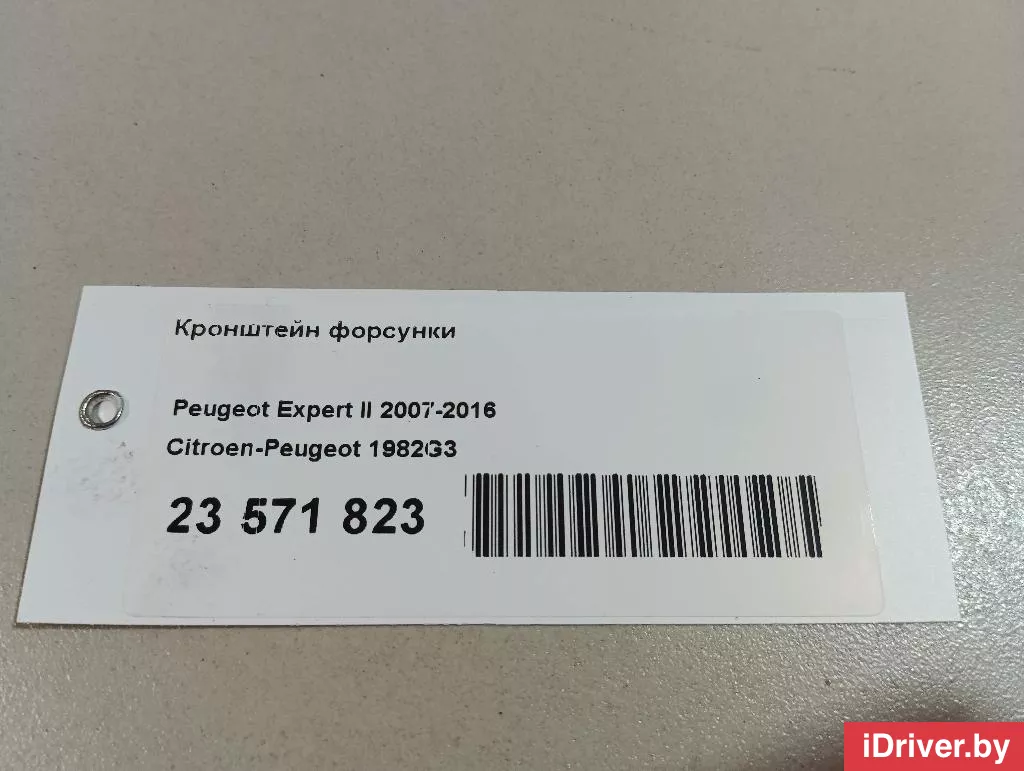 Кронштейн форсунки
Peugeot Expert II 2007-2016
Citroen-Peugeot 1982G3
23 571 823
iDriver.by